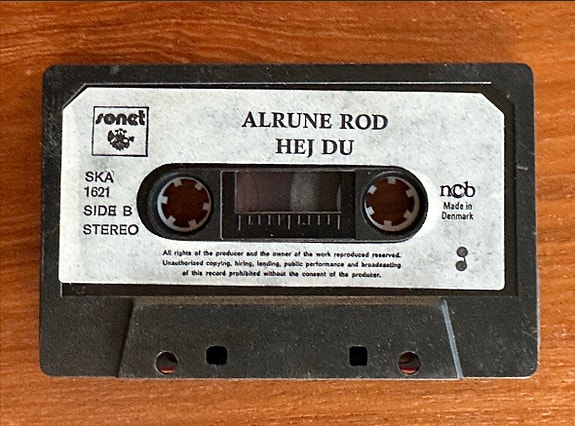 sonet
ALRUNE ROD
HEJ DU
SKA
1621
SIDE B
STEREO
ncb
Made in
Denmark
All rights of the producer and the owner of the work reproduced reserved.
Unauthorized copying, hiring, lending, public performance and broadcasting
of this record prohibited without the consent of the producer.